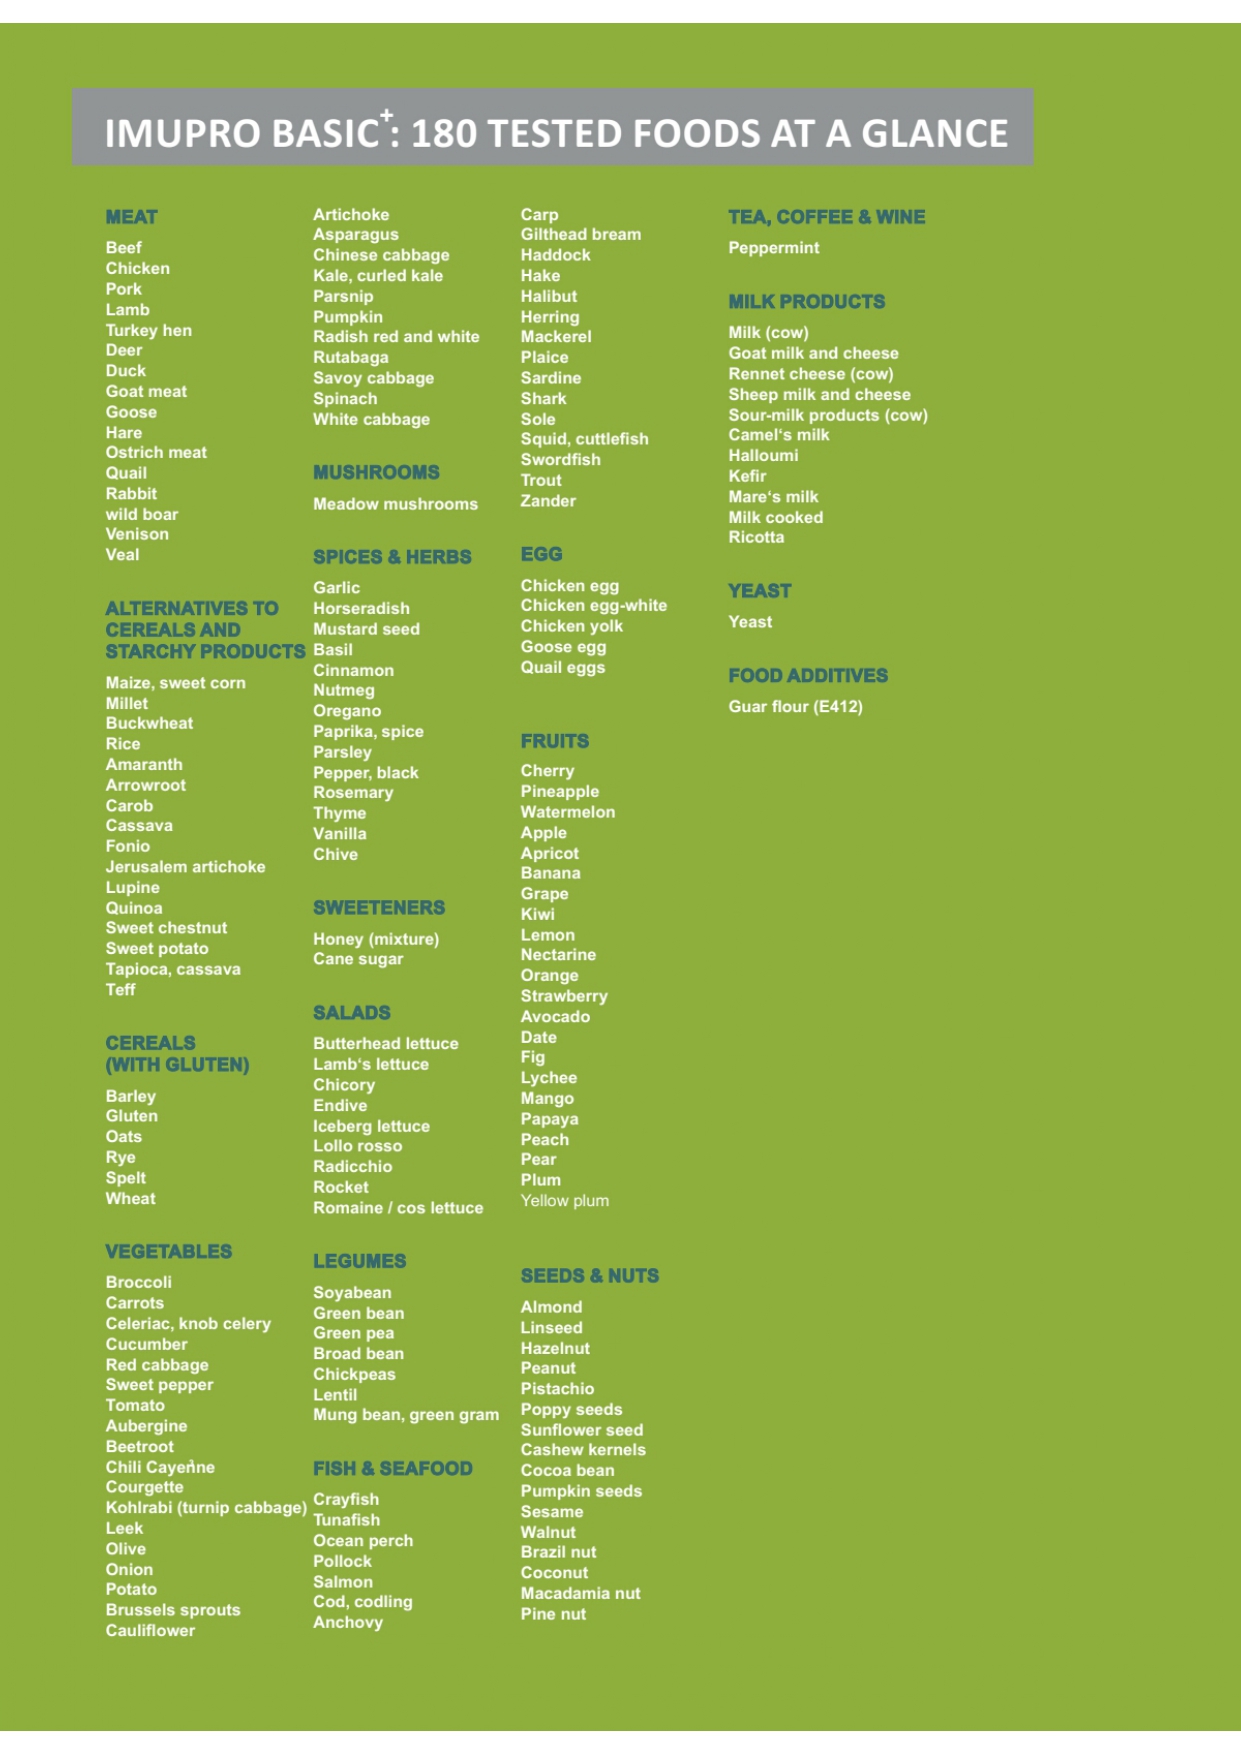 IMUPRO BASIC+: 180 TESTED FOODS AT A GLANCE
MEAT
Beef
Chicken
Pork
Lamb
Turkey hen
Deer
Duck
Goat meat
Goose
Hare
Ostrich meat
Quail
Rabbit
wild boar
Venison
Veal
ALTERNATIVES TO
CEREALS AND
STARCHY PRODUCTS
Maize, sweet corn
Millet
Buckwheat
Rice
Amaranth
Arrowroot
Carob
Cassava
Fonio
Jerusalem artichoke
Lupine
Quinoa
Sweet chestnut
Sweet potato
Tapioca, cassava
Teff
CEREALS
(WITH GLUTEN)
Barley
Gluten
Oats
Rye
Spelt
Wheat
VEGETABLES
Broccoli
Carrots
Celeriac, knob celery
Cucumber
Red cabbage
Sweet pepper
Tomato
Aubergine
Beetroot
Chili Cayenne
Courgette
Kohlrabi (turnip cabbage)
Leek
Olive
Onion
Potato
Brussels sprouts
Cauliflower
Artichoke
Asparagus
Chinese cabbage
Kale, curled kale
Parsnip
Pumpkin
Radish red and white
Rutabaga
Savoy cabbage
Spinach
White cabbage
MUSHROOMS
Meadow mushrooms
SPICES & HERBS
Garlic
Horseradish
Mustard seed
Basil
Cinnamon
Nutmeg
Oregano
Paprika, spice
Parsley
Pepper, black
Rosemary
Thyme
Vanilla
Chive
SWEETENERS
Honey (mixture)
Cane sugar
SALADS
Butterhead lettuce
Lamb‘s lettuce
Chicory
Endive
Iceberg lettuce
Lollo rosso
Radicchio
Rocket
Romaine / cos lettuce
LEGUMES
Soyabean
Green bean
Green pea
Broad bean
Chickpeas
Lentil
Mung bean, green gram
FISH & SEAFOOD
Crayfish
Tunafish
Ocean perch
Pollock
Salmon
Cod, codling
Anchovy
Carp
Gilthead bream
Haddock
Hake
Halibut
Herring
Mackerel
Plaice
Sardine
Shark
Sole
Squid, cuttlefish
Swordfish
Trout
Zander
EGG
Chicken egg
Chicken egg-white
Chicken yolk
Goose egg
Quail eggs
FRUITS
Cherry
Pineapple
Watermelon
Apple
Apricot
Banana
Grape
Kiwi
Lemon
Nectarine
Orange
Strawberry
Avocado
Date
Fig
Lychee
Mango
Papaya
Peach
Pear
Plum
Yellow plum
SEEDS & NUTS
Almond
Linseed
Hazelnut
Peanut
Pistachio
Poppy seeds
Sunflower seed
Cashew kernels
Cocoa bean
Pumpkin seeds
Sesame
Walnut
Brazil nut
Coconut
Macadamia nut
Pine nut
TEA, COFFEE & WINE
Peppermint
MILK PRODUCTS
Milk (cow)
Goat milk and cheese
Rennet cheese (cow)
Sheep milk and cheese
Sour-milk products (cow)
Camel‘s milk
Halloumi
Kefir
Mare‘s milk
Milk cooked
Ricotta
YEAST
Yeast
FOOD ADDITIVES
Guar flour (E412)